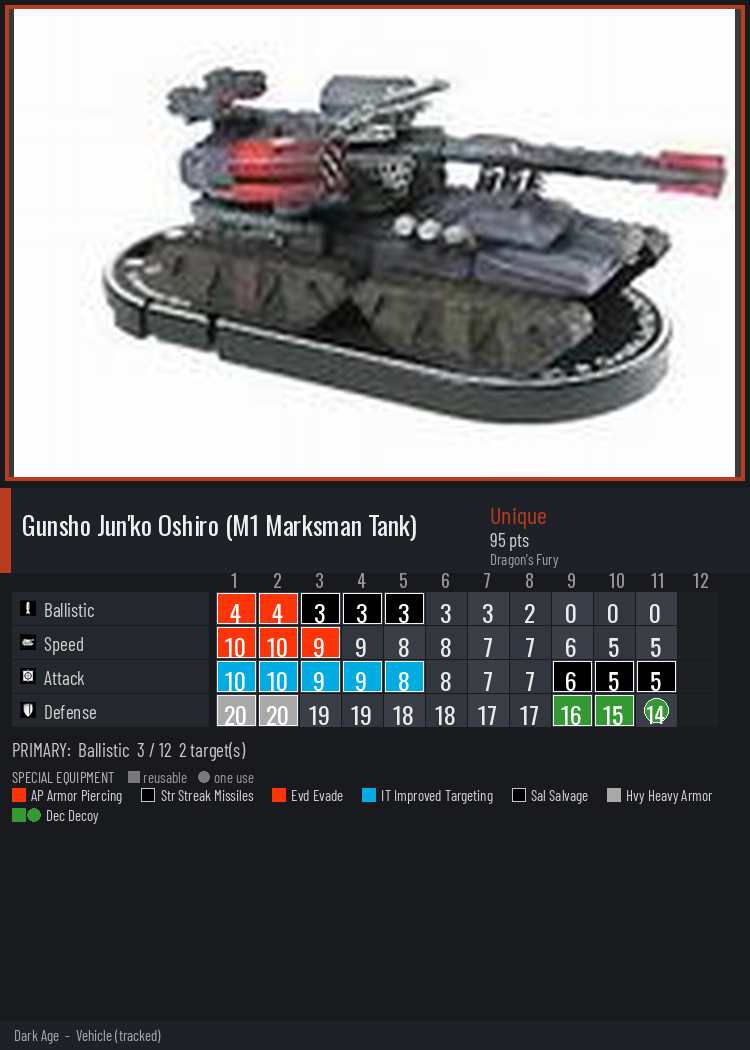 Gunsho Jun'ko Oshiro (M1 Marksman Tank)
Unique
95 pts
Dragon's Fury
1 2 3 4 5 6 7 8 9 10 11 12
Ballistic 4 4 3 3 3 3 3 2 0 0 0
Speed 10 10 9 9 8 8 7 7 6 5 5
Attack 10 10 9 9 8 8 7 7 6 5 5
Defense 20 20 19 19 18 18 17 17 16 15 14
PRIMARY: Ballistic 3 / 12 2 target(s)
SPECIAL EQUIPMENT reusable one use
AP Armor Piercing Str Streak Missiles Evd Evade IT Improved Targeting Sal Salvage Hvy Heavy Armor
Dec Decoy
Dark Age - Vehicle (tracked)